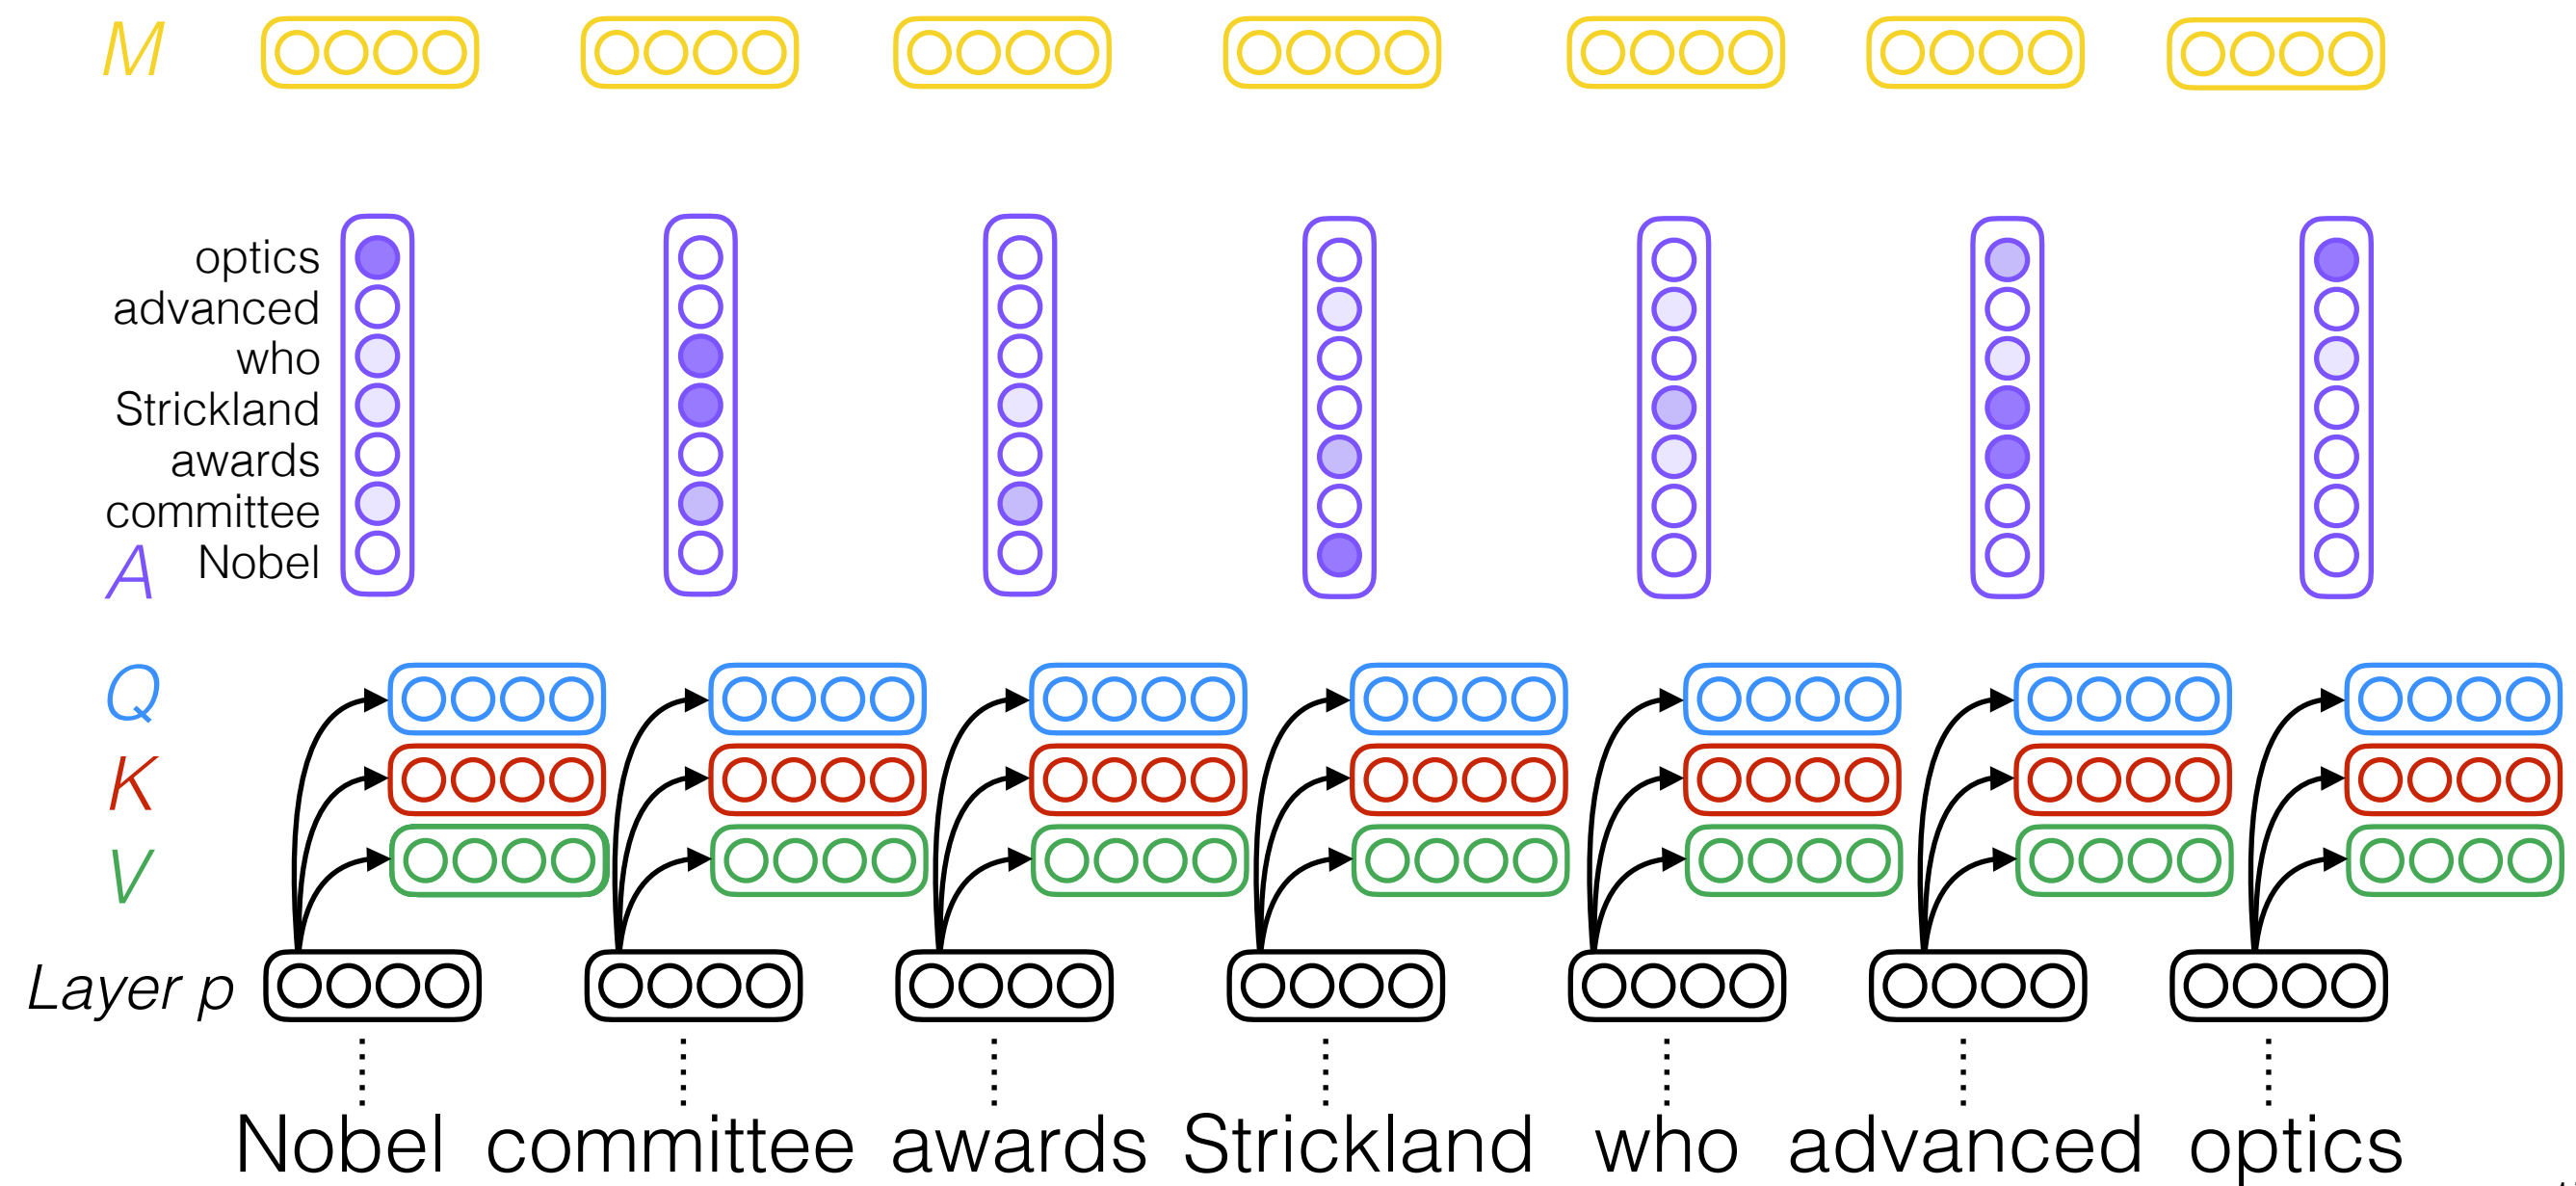 M
optics
advanced
who
Strickland
awards
committee
A Nobel
Q
K
V
Layer p
Nobel committee awards Strickland who advanced optics